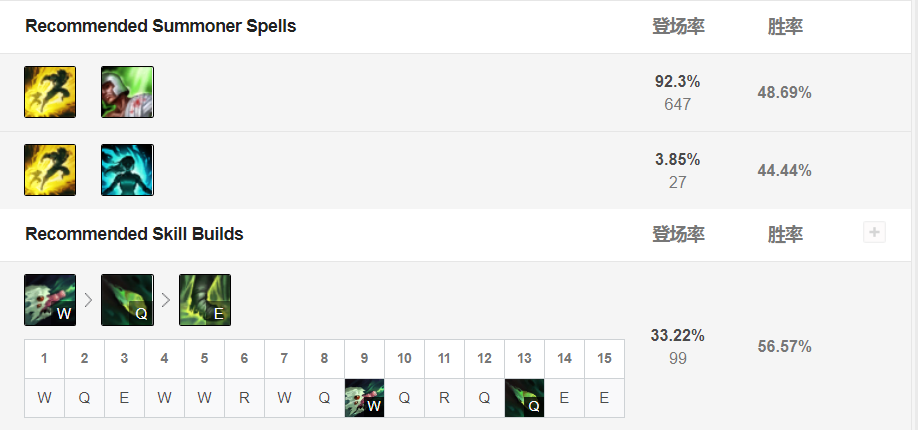 Recommended Summoner Spells 登场率 胜率
92.3%
647
48.69%
3.85%
27
44.44%
Recommended Skill Builds 登场率 胜率
W Q E
1 2 3 4 5 6 7 8 9 10 11 12 13 14 15
W Q E W W R W Q W Q R Q Q E E
33.22%
99
56.57%